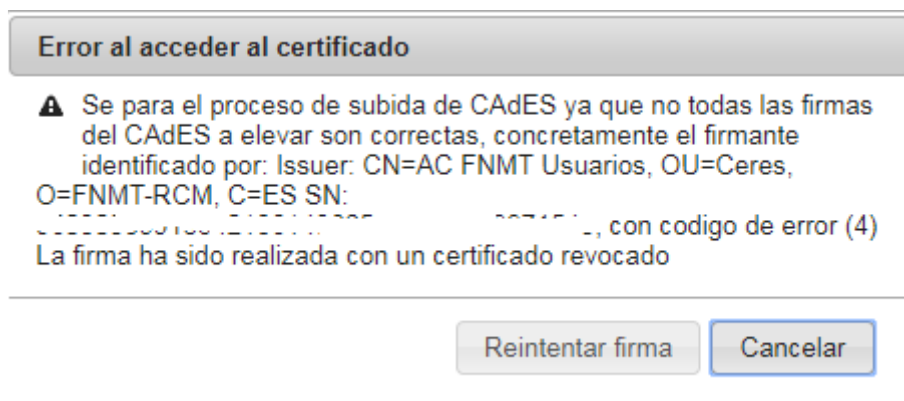 Error al acceder al certificado
Se para el proceso de subida de CAdES ya que no todas las firmas
del CAdES a elevar son correctas, concretamente el firmante
identificado por: Issuer: CN=AC FNMT Usuarios, OU=Ceres,
O=FNMT-RCM, C=ES SN:
, con codigo de error (4)
La firma ha sido realizada con un certificado revocado
Reintentar firma
Cancelar